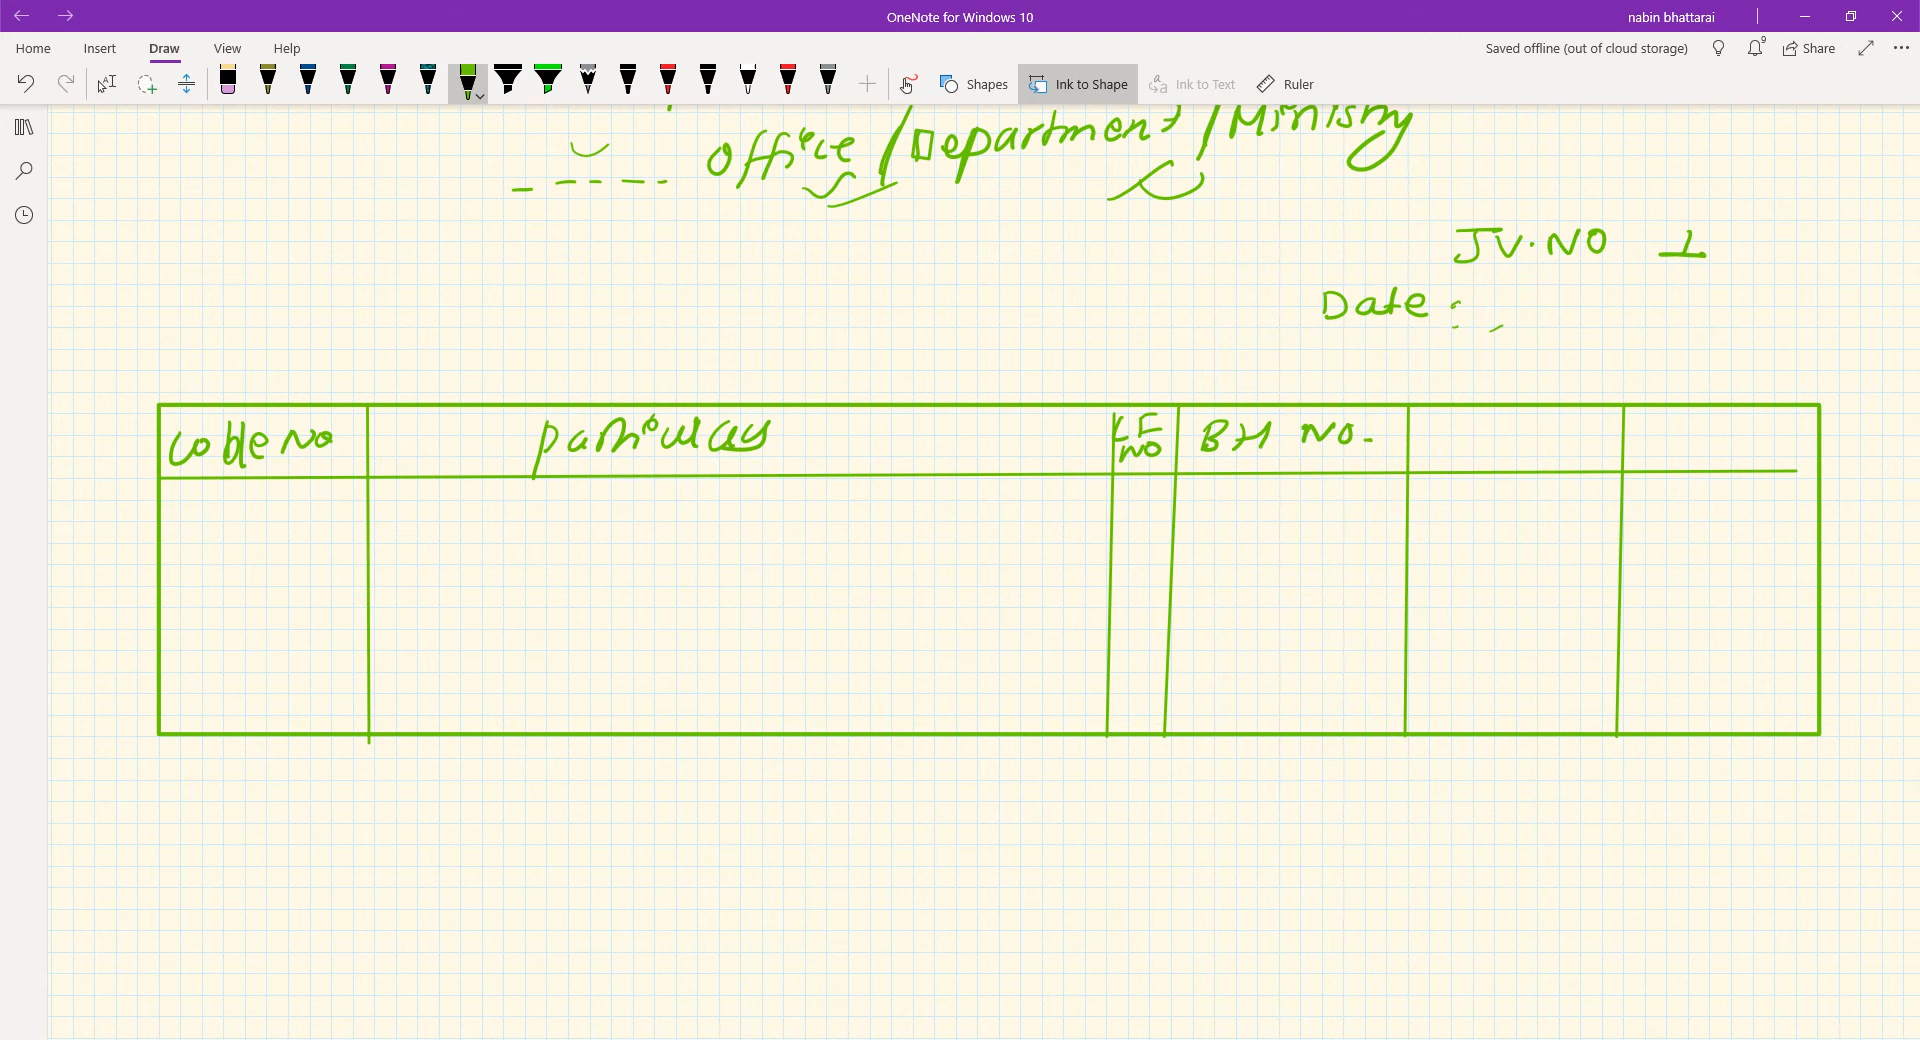 OneNote for Windows 10
nabin bhattarai
Home Insert Draw View Help
Saved offline (out of cloud storage) 9 Share
Shapes Ink to Shape Ink to Text Ruler
Office / Department / Ministry
JV. NO 1
Date :
Code No Particulars LF NO BH NO.